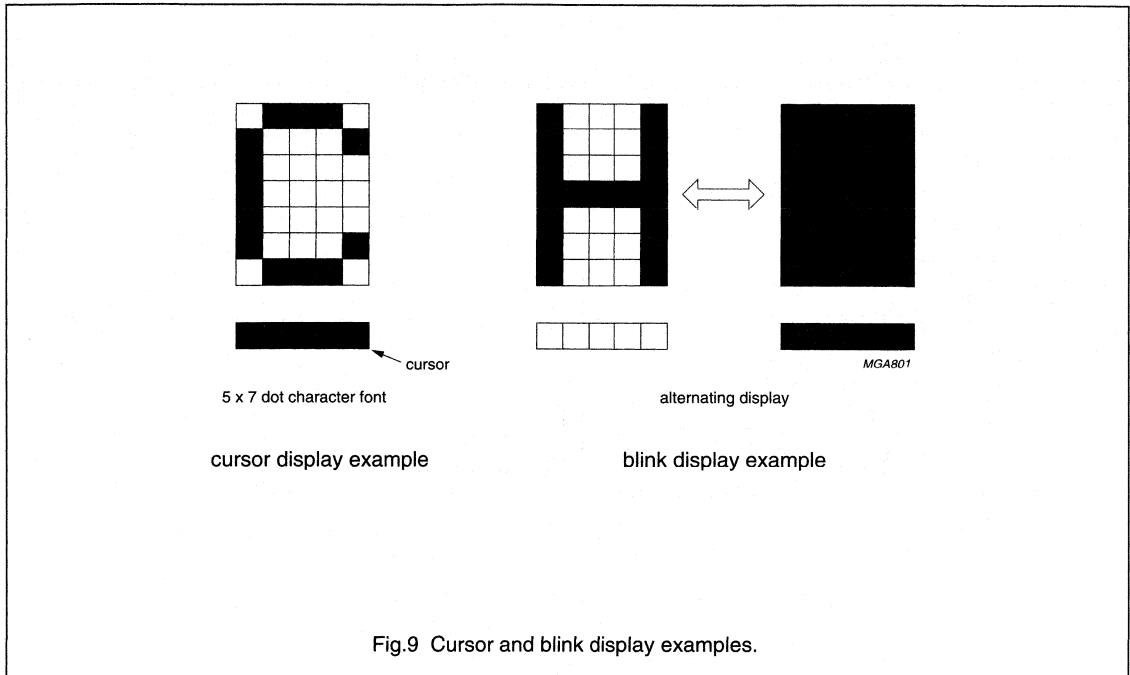 cursor
MGA801
5 x 7 dot character font
alternating display
cursor display example
blink display example
Fig.9 Cursor and blink display examples.